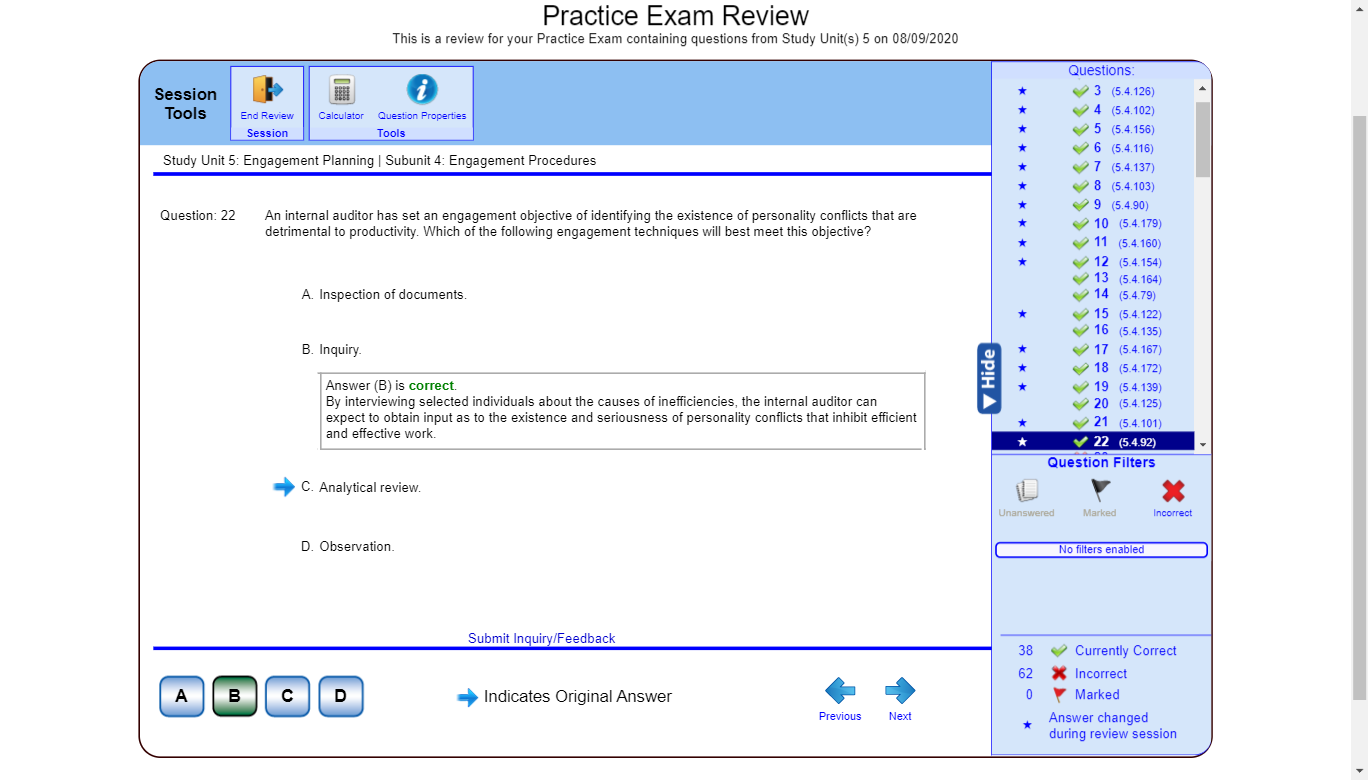 Practice Exam Review
This is a review for your Practice Exam containing questions from Study Unit(s) 5 on 08/09/2020
Session
Tools
End Review
Session
Calculator
Question Properties
Tools
Study Unit 5: Engagement Planning | Subunit 4: Engagement Procedures
Question: 22
An internal auditor has set an engagement objective of identifying the existence of personality conflicts that are
detrimental to productivity. Which of the following engagement techniques will best meet this objective?
A. Inspection of documents.
B. Inquiry.
Answer (B) is correct.
By interviewing selected individuals about the causes of inefficiencies, the internal auditor can
expect to obtain input as to the existence and seriousness of personality conflicts that inhibit efficient
and effective work.
C. Analytical review.
D. Observation.
Submit Inquiry/Feedback
A
B
C
D
Indicates Original Answer
Previous
Next
Questions:
3 (5.4.126)
4 (5.4.102)
5 (5.4.156)
6 (5.4.116)
7 (5.4.137)
8 (5.4.103)
9 (5.4.90)
10 (5.4.179)
11 (5.4.160)
12 (5.4.154)
13 (5.4.164)
14 (5.4.79)
15 (5.4.122)
16 (5.4.135)
17 (5.4.167)
18 (5.4.172)
19 (5.4.139)
20 (5.4.125)
21 (5.4.101)
22 (5.4.92)
Hide
Question Filters
Unanswered
Marked
Incorrect
No filters enabled
38 Currently Correct
62 Incorrect
0 Marked
Answer changed
during review session